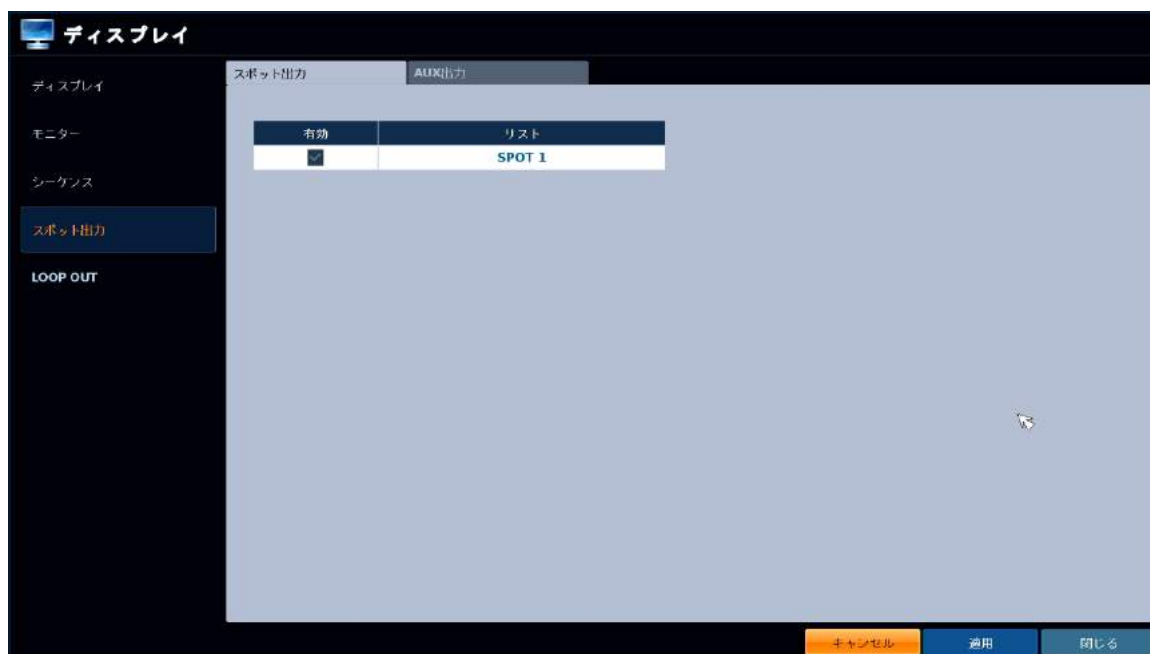 ディスプレイ
ディスプレイ
モニター
シーケンス
スポット出力
LOOP OUT
スポット出力 AUX出力
有効 リスト
SPOT 1
キャンセル 適用 閉じる